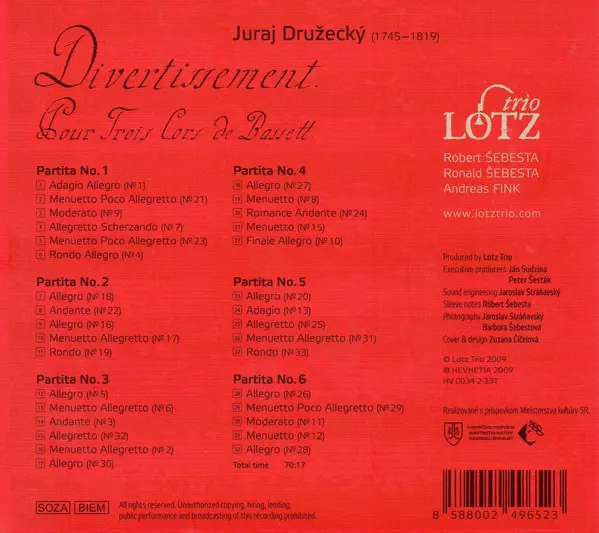 Juraj Družecký (1745—1819)
Divertissement.
Pour Trois Cors de Bassett
trio
LOTZ
Róbert ŠEBESTA
Ronald ŠEBESTA
Andreas FINK
www.lotztrio.com
Partita No. 1
1 Adagio Allegro (№1)
2 Menuetto Poco Allegretto (№21)
3 Moderato (№9)
4 Allegretto Scherzando (№7)
5 Menuetto Poco Allegretto (№23)
6 Rondo Allegro (№4)
Partita No. 2
7 Allegro (№18)
8 Andante (№22)
9 Allegro (№16)
10 Menuetto Allegretto (№17)
11 Rondo (№19)
Partita No. 3
12 Allegro (№5)
13 Menuetto Allegretto (№6)
14 Andante (№3)
15 Allegretto (№32)
16 Menuetto Allegretto (№2)
17 Allegro (№30)
Partita No. 4
18 Allegro (№27)
19 Menuetto (№8)
20 Romance Andante (№24)
21 Menuetto (№15)
22 Finale Allegro (№10)
Partita No. 5
23 Allegro (№20)
24 Adagio (№13)
25 Allegretto (№25)
26 Menuetto Allegretto (№31)
27 Rondo (№33)
Partita No. 6
28 Allegro (№26)
29 Menuetto Poco Allegretto (№29)
30 Moderato (№11)
31 Menuetto (№12)
32 Allegro (№28)
Total time 70:17
Produced by Lotz Trio
Executive producers Ján Sudzina
Peter Šesták
Sound engineering Jaroslav Stráňavský
Sleeve notes Róbert Šebesta
Photography Jaroslav Stráňavský
Barbora Šebestová
Cover & design Zuzana Čičelová
© Lotz Trio 2009
℗ HEVHETIA 2009
HV 0034-2-331
Realizované s príspevkom Ministerstva kultúry SR.
S FINANČNOU PODPOROU
MINISTERSTVA KULTÚRY
SLOVENSKEJ REPUBLIKY
SOZA BIEM
All rights reserved. Unauthorized copying, hiring, lending,
public performance and broadcasting of this recording prohibited.
8 588002 496523